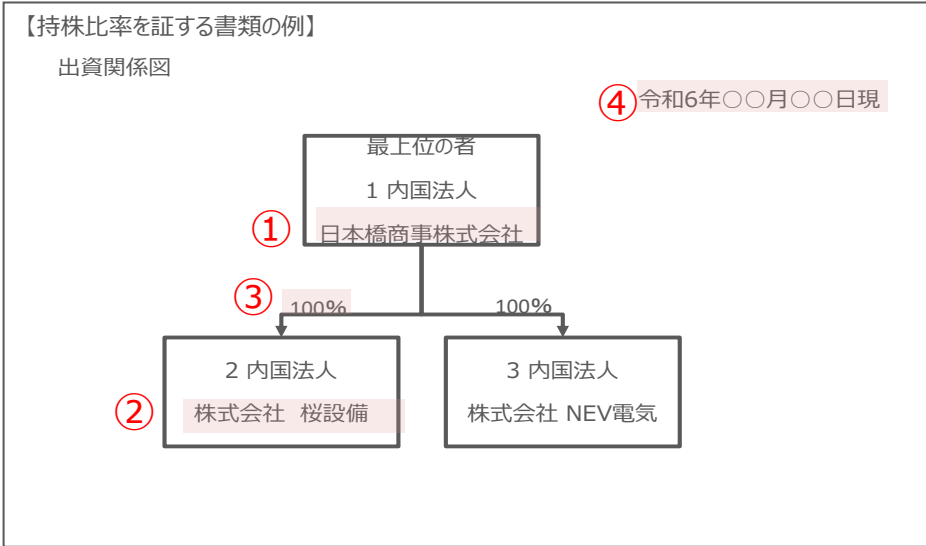 【持株比率を証する書類の例】
出資関係図
④ 令和6年○○月○○日現
最上位の者
1 内国法人
① 日本橋商事株式会社
③ 100%
100%
2 内国法人
② 株式会社 桜設備
3 内国法人
株式会社 NEV電気